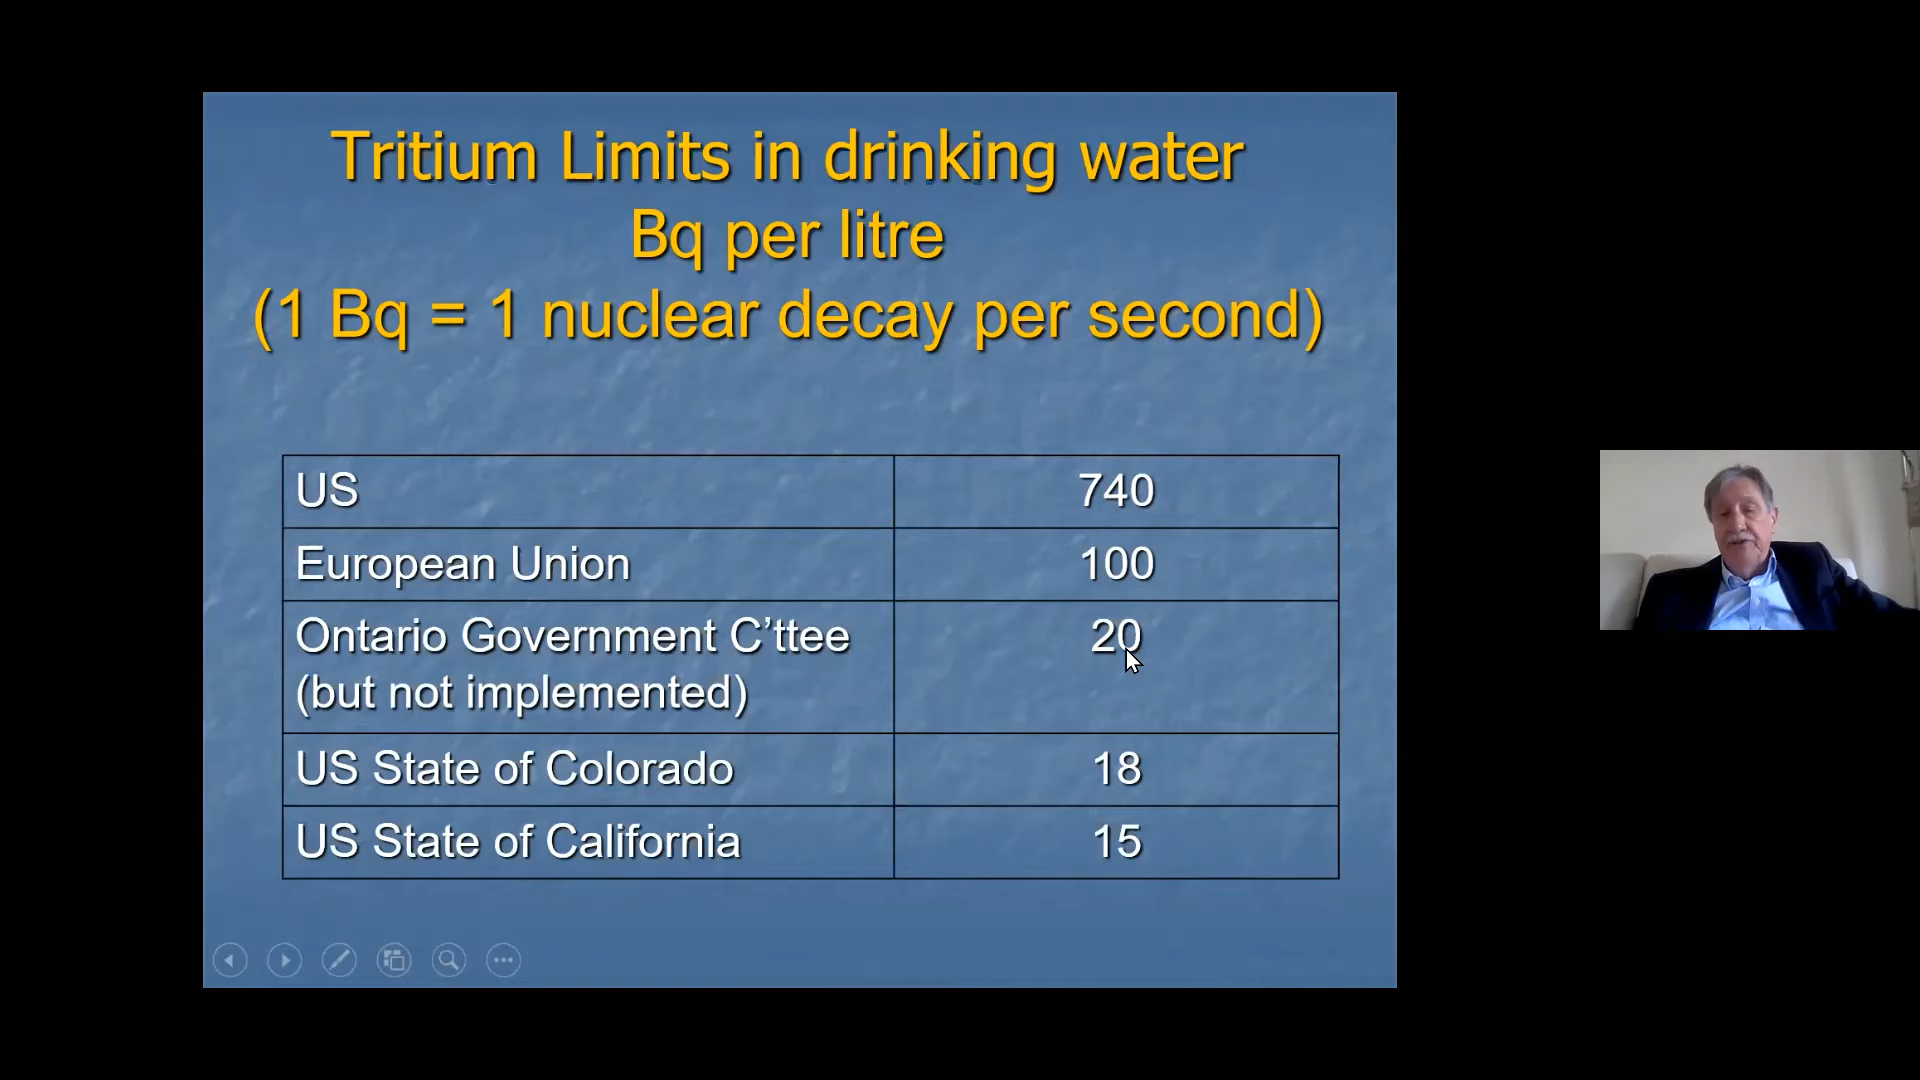 Tritium Limits in drinking water
Bq per litre
(1 Bq = 1 nuclear decay per second)
US 740
European Union 100
Ontario Government C’ttee 20
(but not implemented)
US State of Colorado 18
US State of California 15